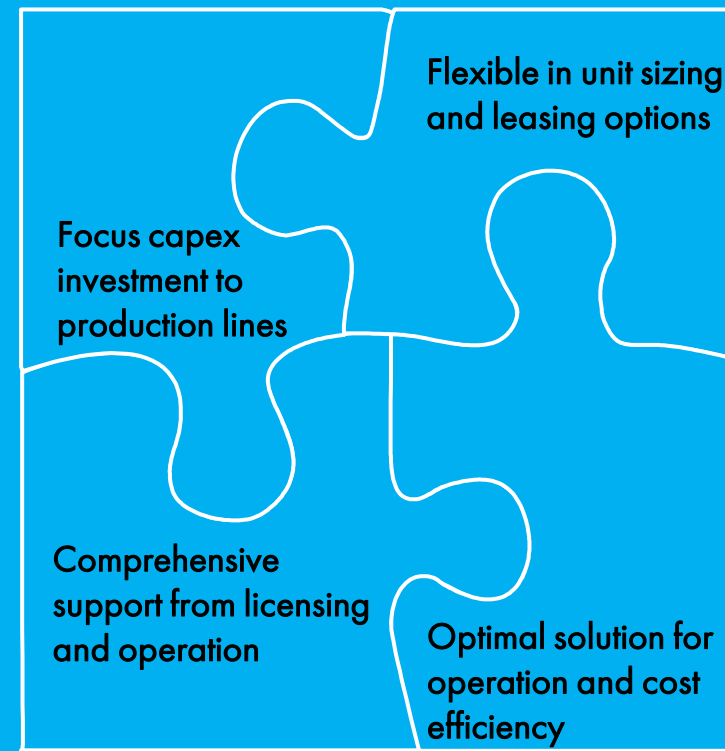 Flexible in unit sizing
and leasing options
Focus capex
investment to
production lines
Comprehensive
support from licensing
and operation
Optimal solution for
operation and cost
efficiency